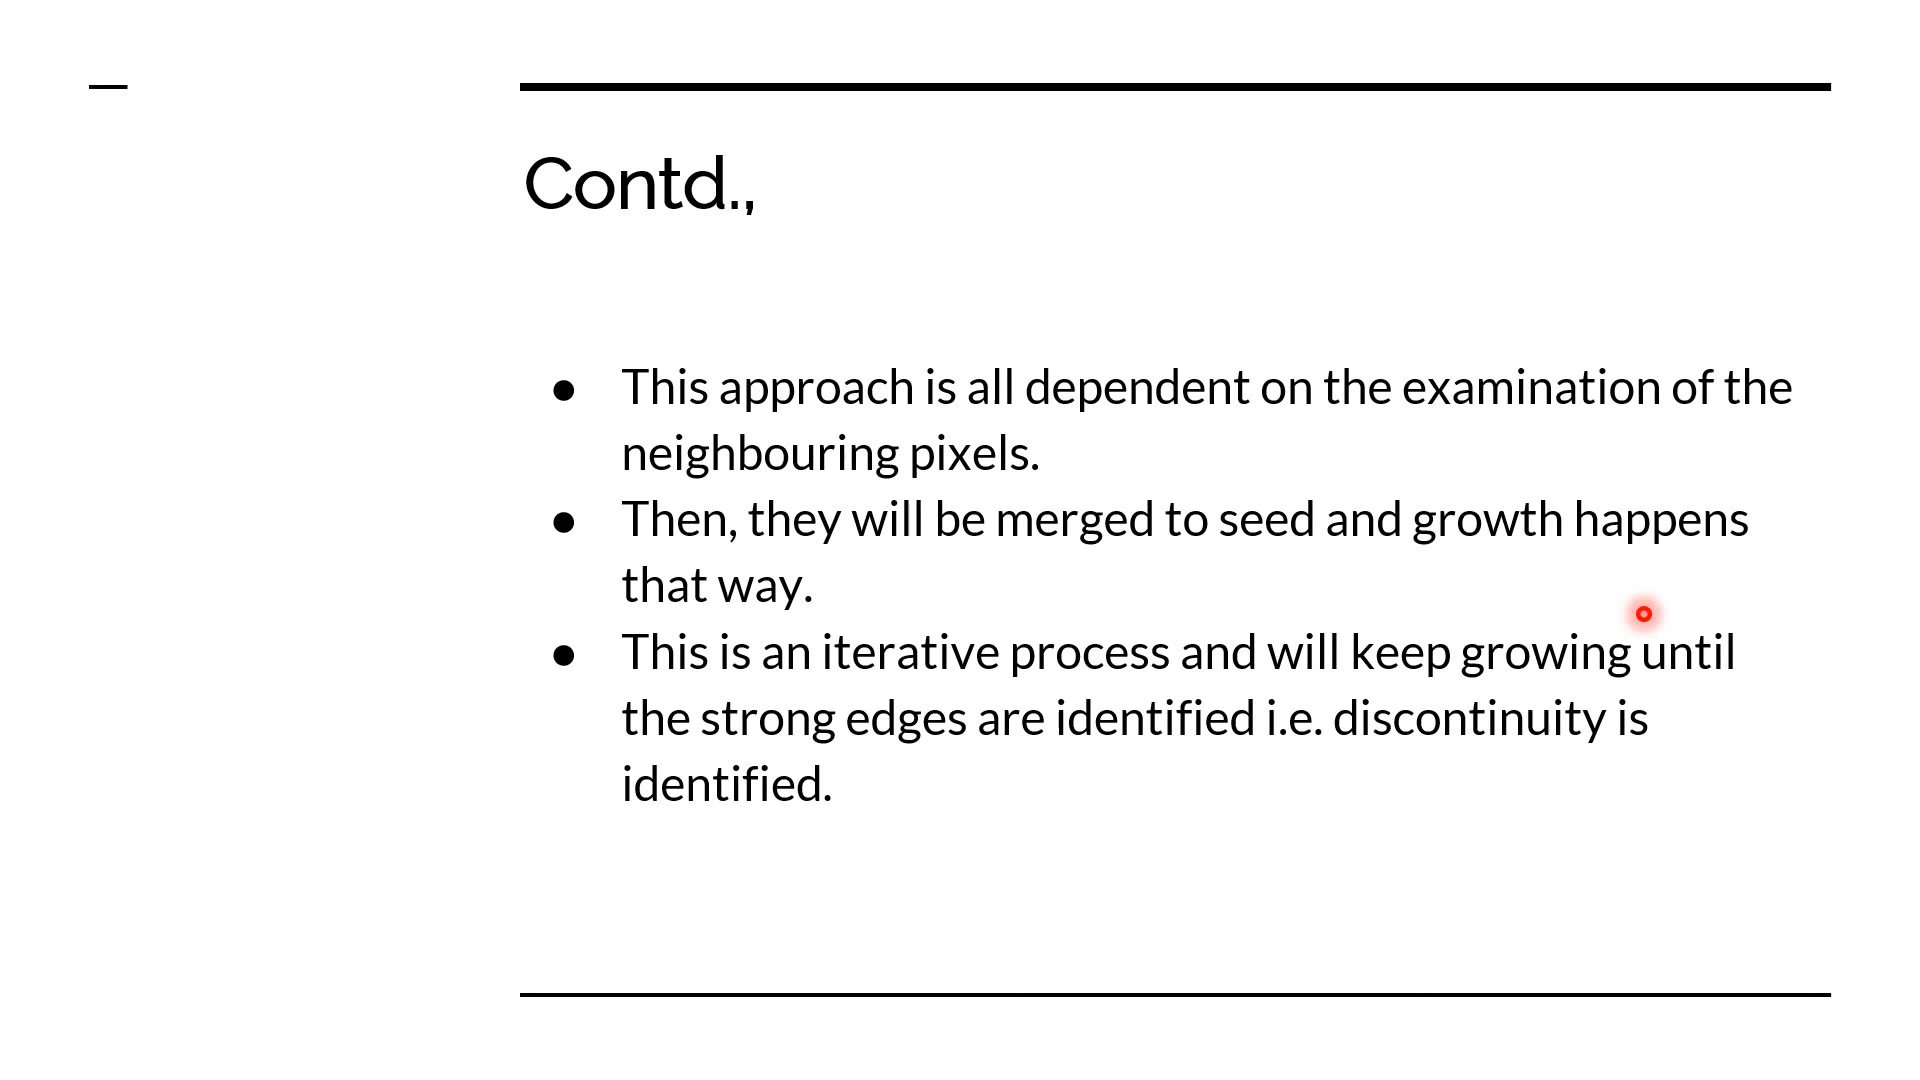 Contd.,
● This approach is all dependent on the examination of the
neighbouring pixels.
● Then, they will be merged to seed and growth happens
that way.
● This is an iterative process and will keep growing until
the strong edges are identified i.e. discontinuity is
identified.